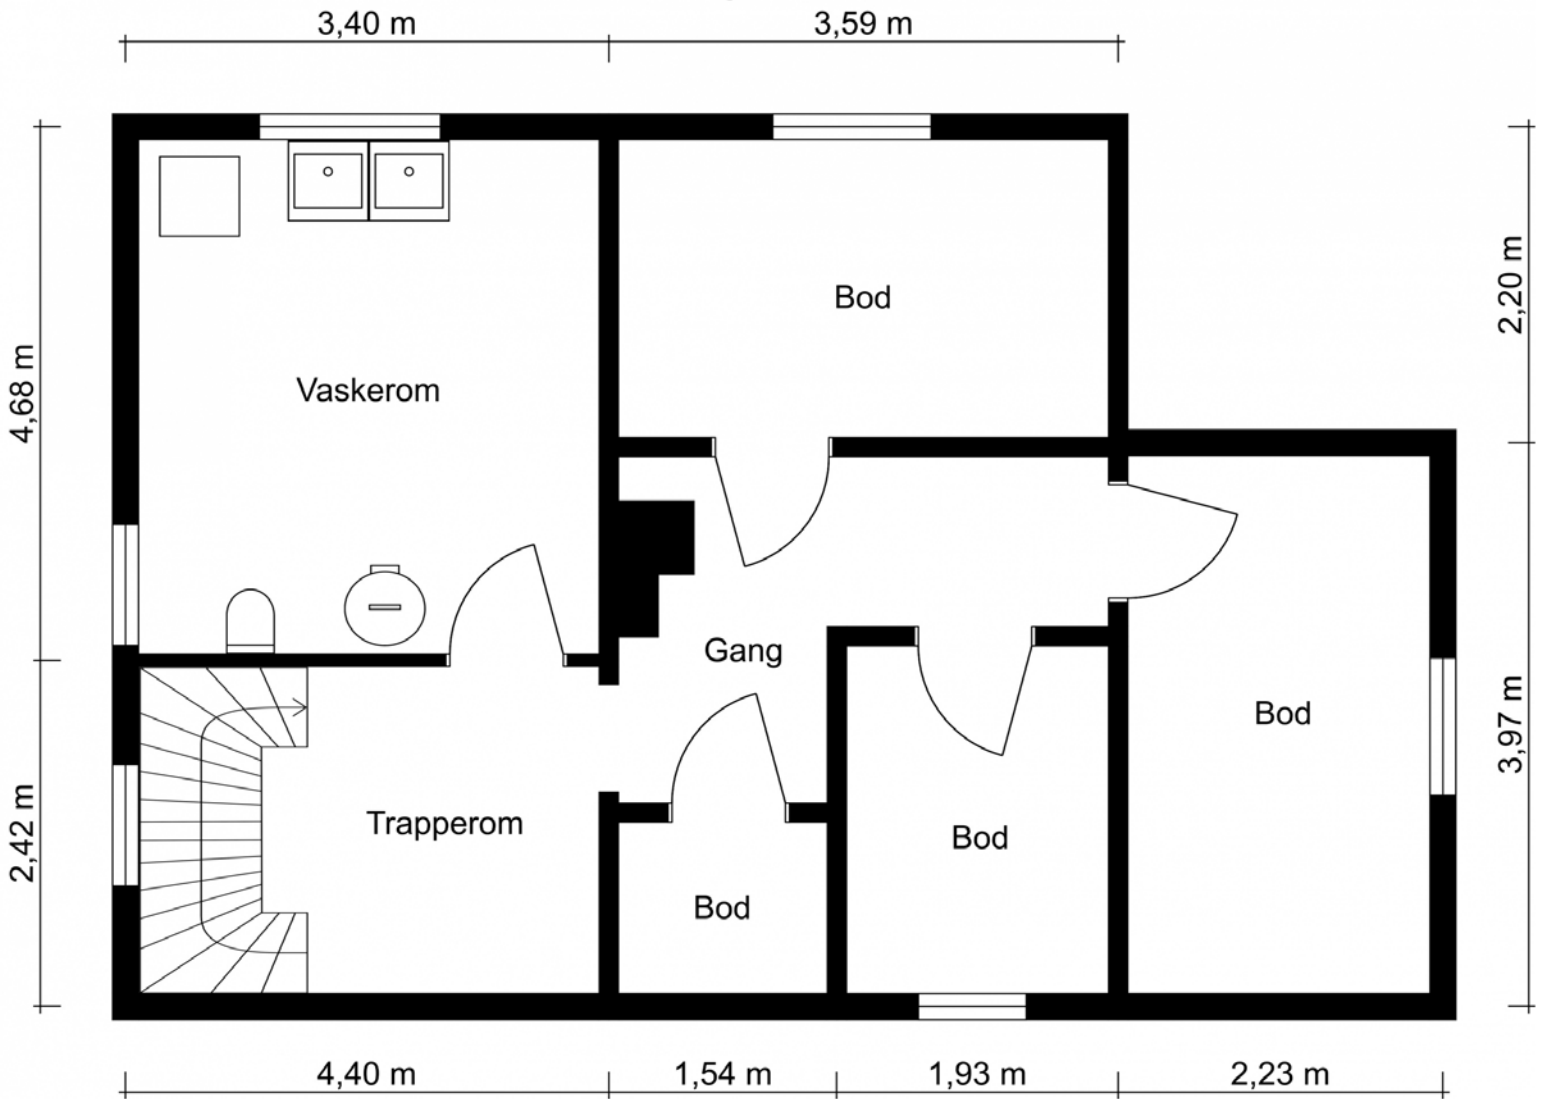 3,40 m
3,59 m
2,20 m
Bod
4,68 m
Vaskerom
Gang
3,97 m
Bod
2,42 m
Trapperom
Bod
Bod
4,40 m
1,54 m
1,93 m
2,23 m